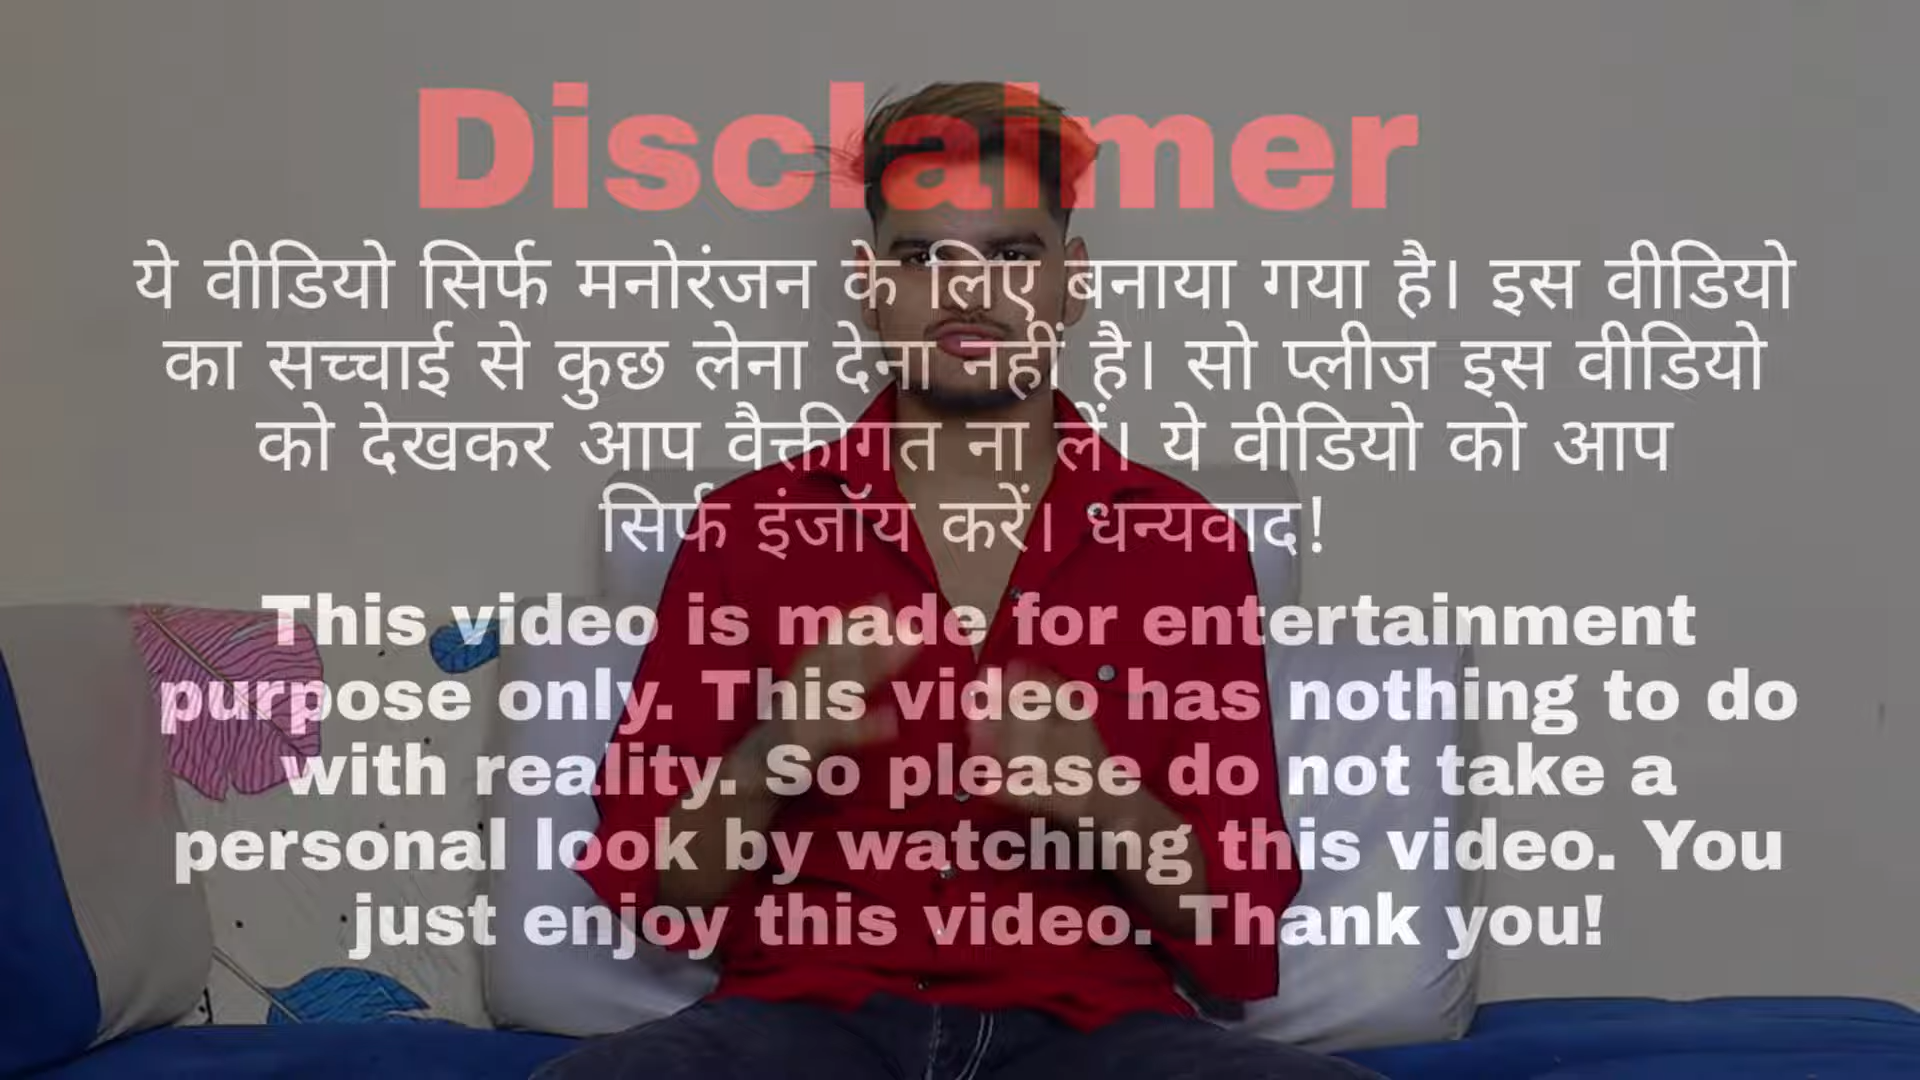 Disclaimer
ये वीडियो सिर्फ मनोरंजन के लिए बनाया गया है। इस वीडियो
का सच्चाई से कुछ लेना देना नहीं है। सो प्लीज इस वीडियो
को देखकर आप वैक्तीगत ना लें। ये वीडियो को आप
सिर्फ इंजॉय करें। धन्यवाद!
This video is made for entertainment
purpose only. This video has nothing to do
with reality. So please do not take a
personal look by watching this video. You
just enjoy this video. Thank you!